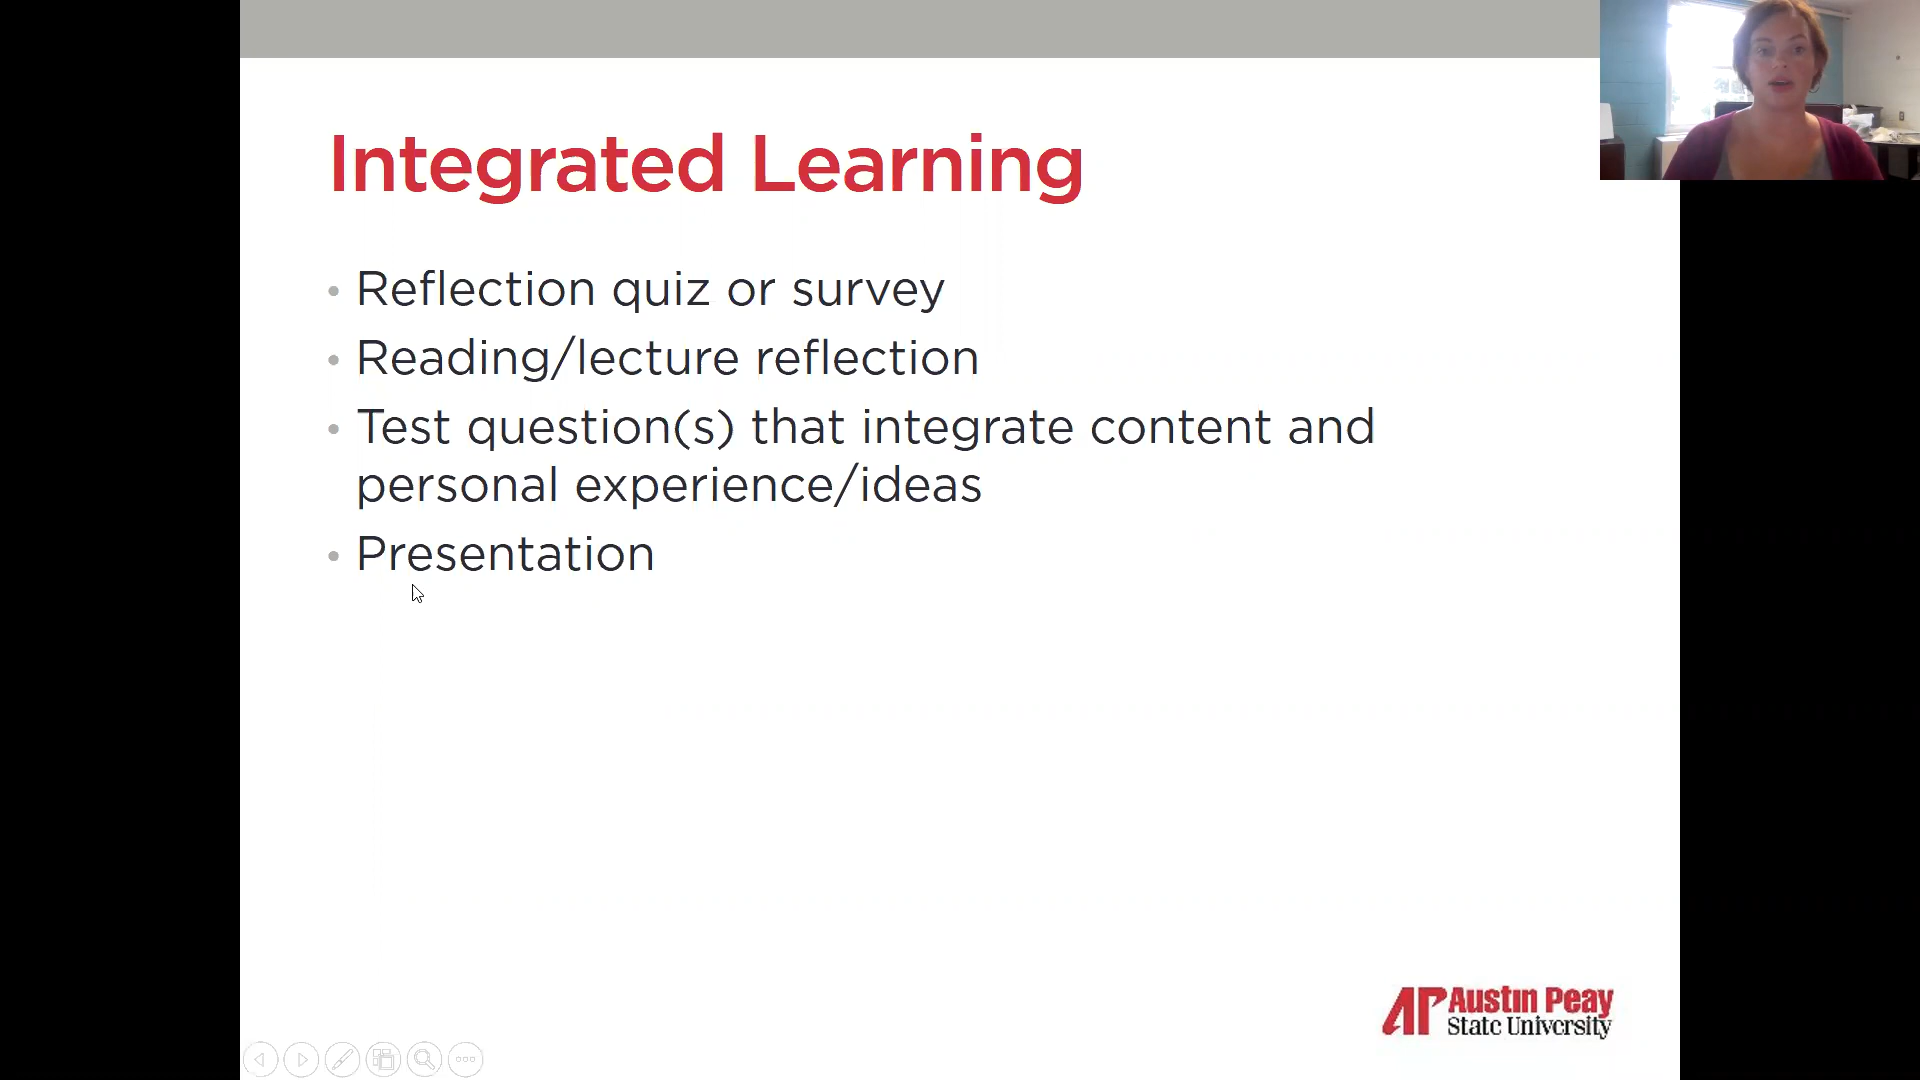 Integrated Learning
• Reflection quiz or survey
• Reading/lecture reflection
• Test question(s) that integrate content and
personal experience/ideas
• Presentation
AP Austin Peay
State University